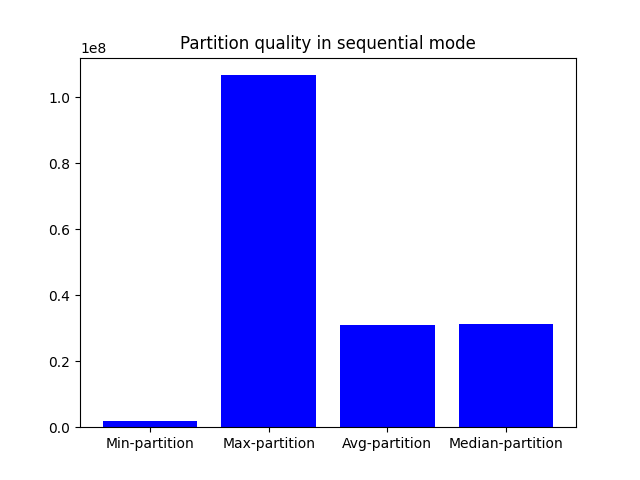 Partition quality in sequential mode
1e8
1.0
0.8
0.6
0.4
0.2
0.0
Min-partition Max-partition Avg-partition Median-partition